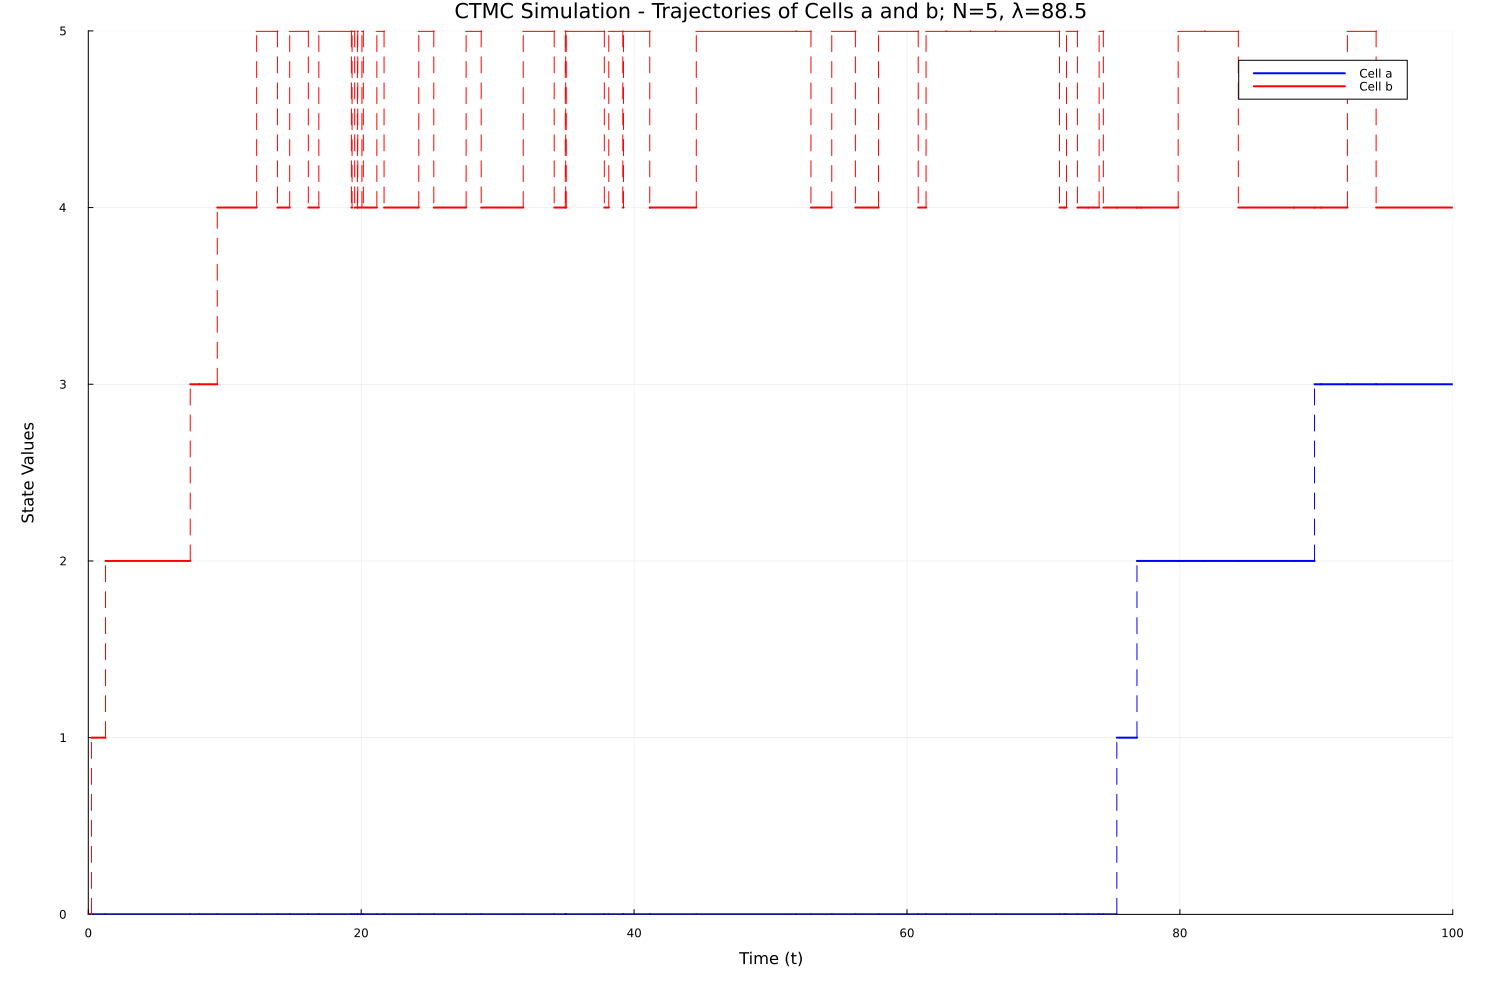 CTMC Simulation - Trajectories of Cells a and b; N=5, λ=88.5
5
Cell a
Cell b
4
3
State Values
2
1
0
0 20 40 60 80 100
Time (t)